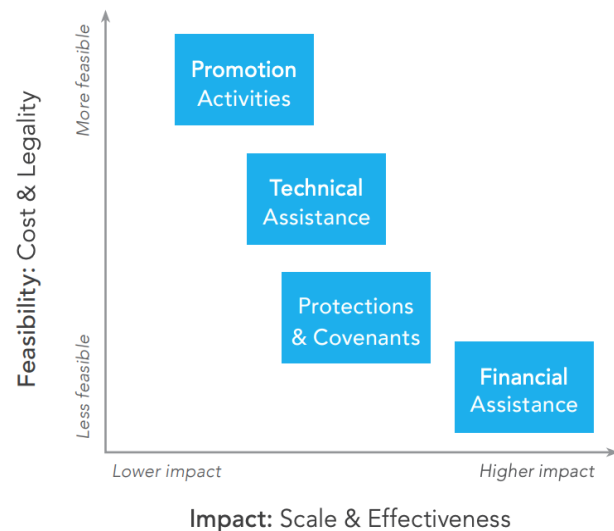 Feasibility: Cost & Legality
More feasible
Less feasible
Promotion
Activities
Technical
Assistance
Protections
& Covenants
Financial
Assistance
Lower impact
Higher impact
Impact: Scale & Effectiveness